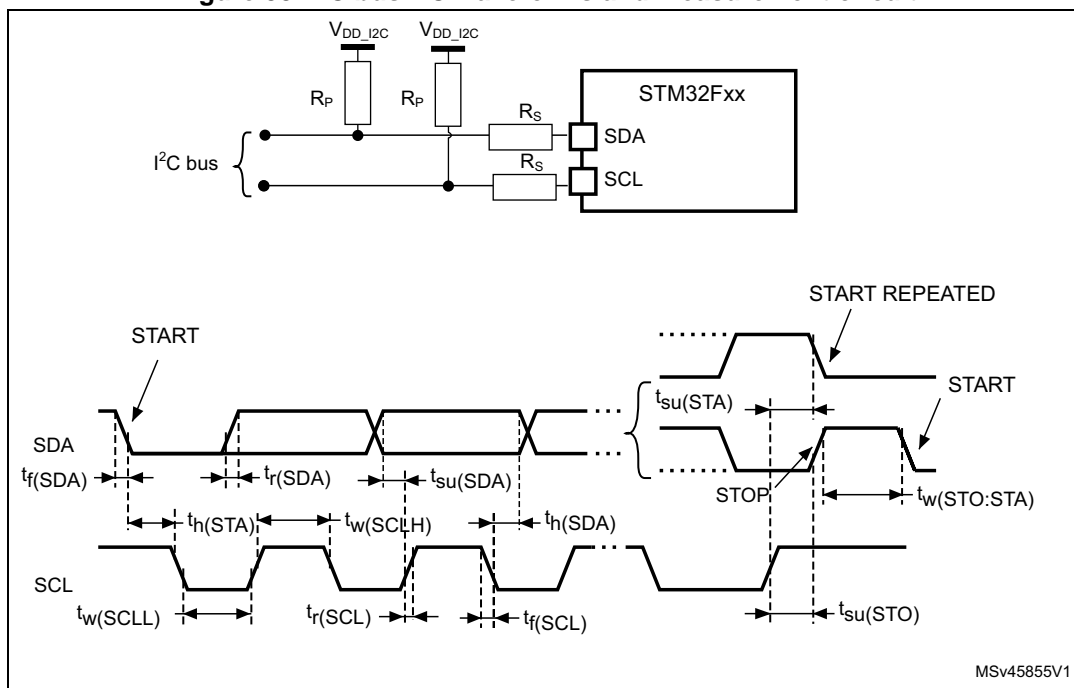 V_DD_I2C V_DD_I2C
STM32Fxx
R_P R_P
R_S
SDA
I²C bus
R_S
SCL
START REPEATED
START
START
t_su(STA)
SDA
t_f(SDA)
t_r(SDA)
t_su(SDA)
STOP
t_w(STO:STA)
t_h(STA)
t_w(SCLH)
t_h(SDA)
SCL
t_w(SCLL)
t_r(SCL)
t_f(SCL)
t_su(STO)
MSv45855V1